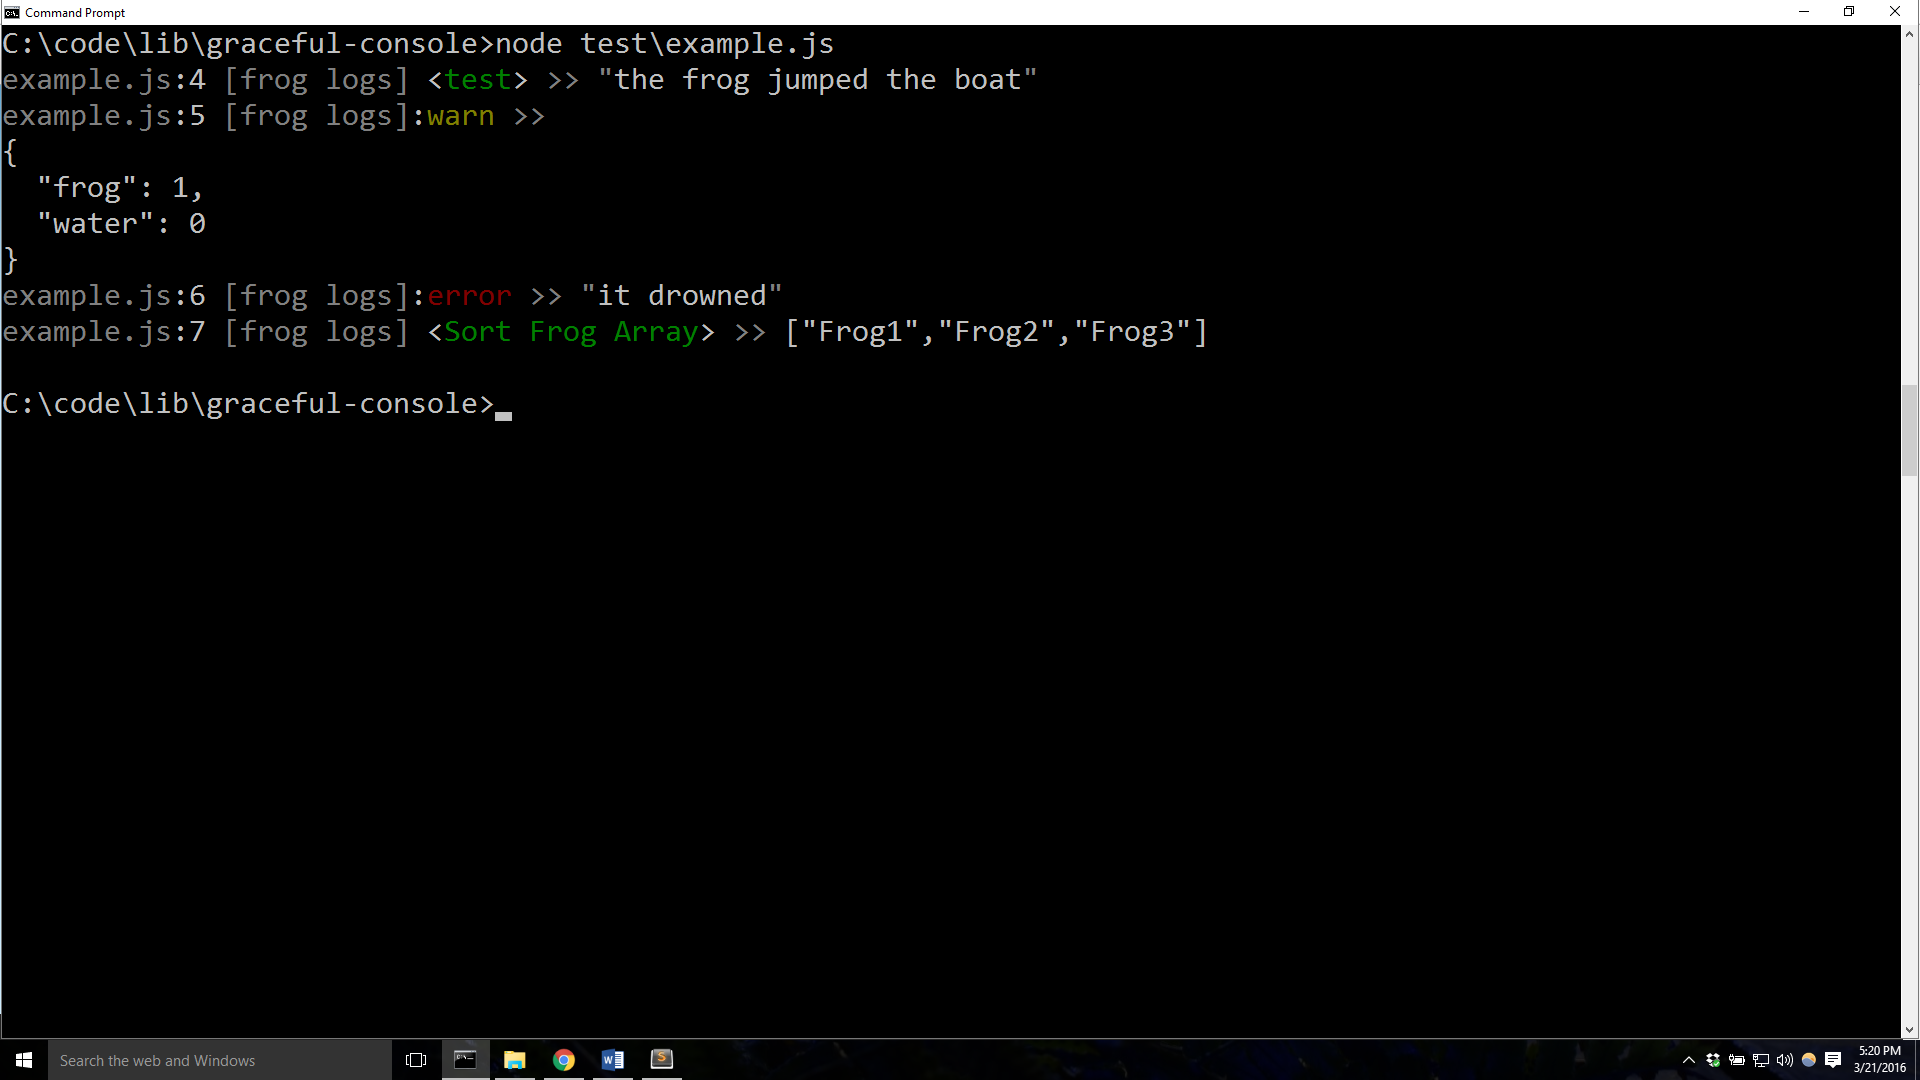 Command Prompt
C:\code\lib\graceful-console>node test\example.js
example.js:4 [frog logs] <test> >> "the frog jumped the boat"
example.js:5 [frog logs]:warn >>
{
  "frog": 1,
  "water": 0
}
example.js:6 [frog logs]:error >> "it drowned"
example.js:7 [frog logs] <Sort Frog Array> >> ["Frog1","Frog2","Frog3"]
C:\code\lib\graceful-console>
Search the web and Windows
5:20 PM
3/21/2016